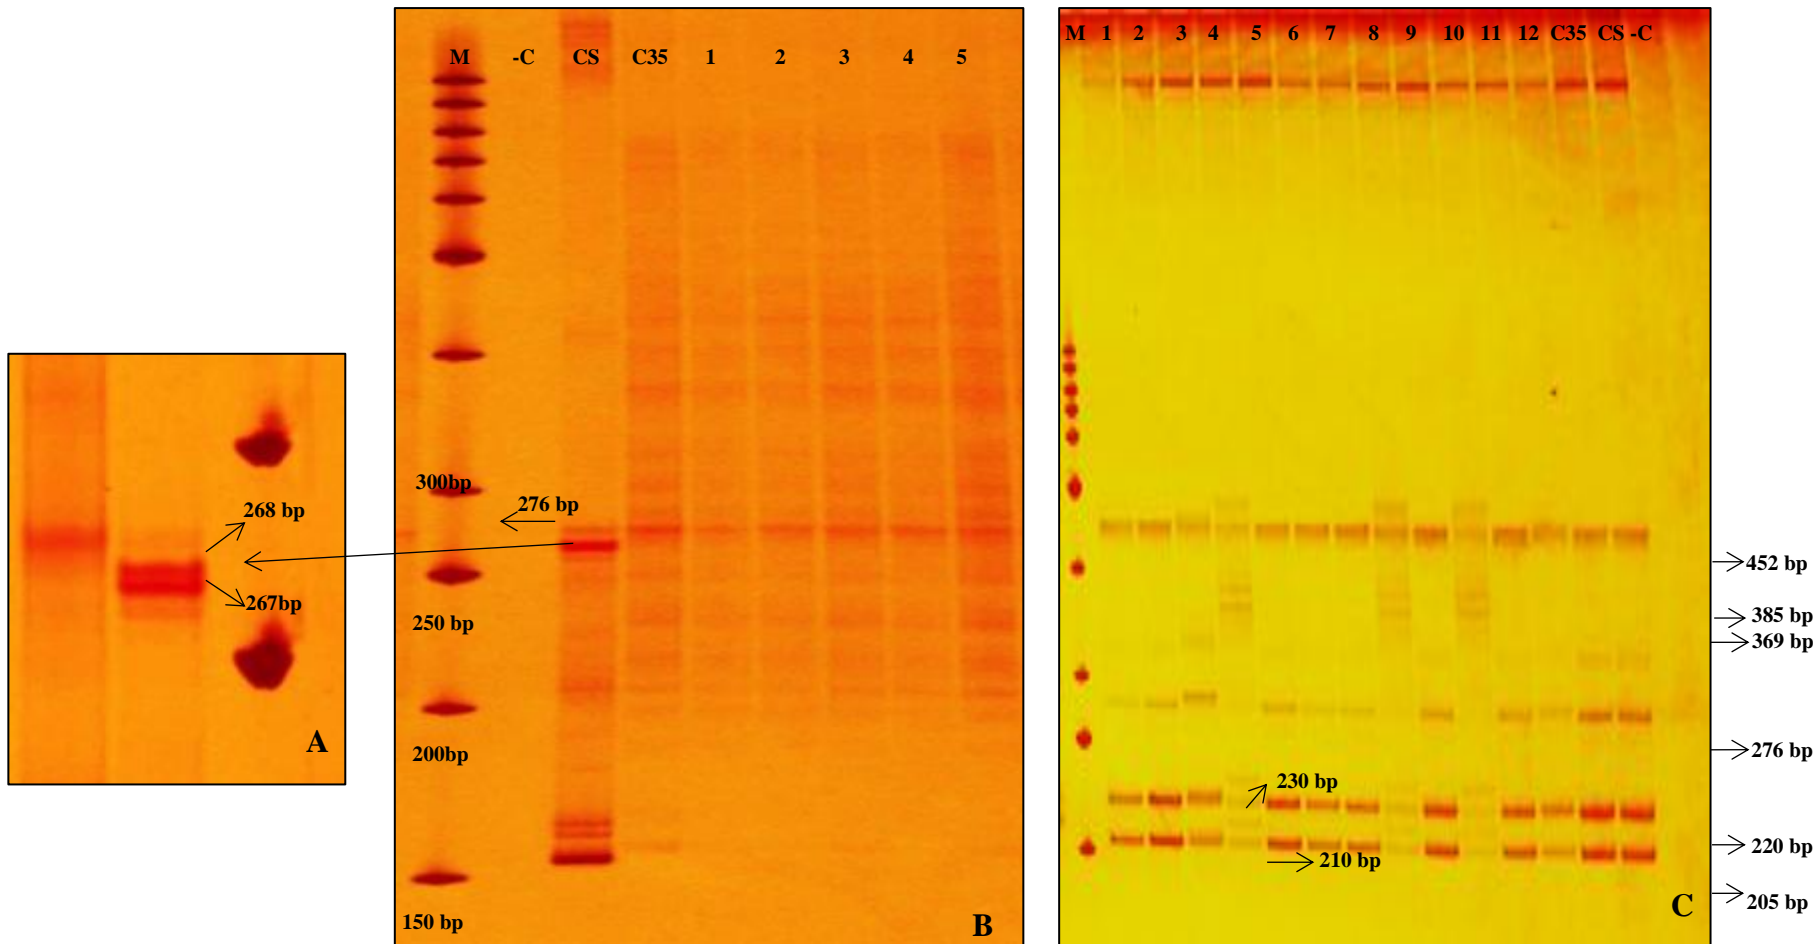 268 bp
267bp
A
M -C CS C35 1 2 3 4 5
300bp
276 bp
250 bp
200bp
150 bp
B
M 1 2 3 4 5 6 7 8 9 10 11 12 C35 CS -C
452 bp
385 bp
369 bp
276 bp
230 bp
220 bp
210 bp
205 bp
C